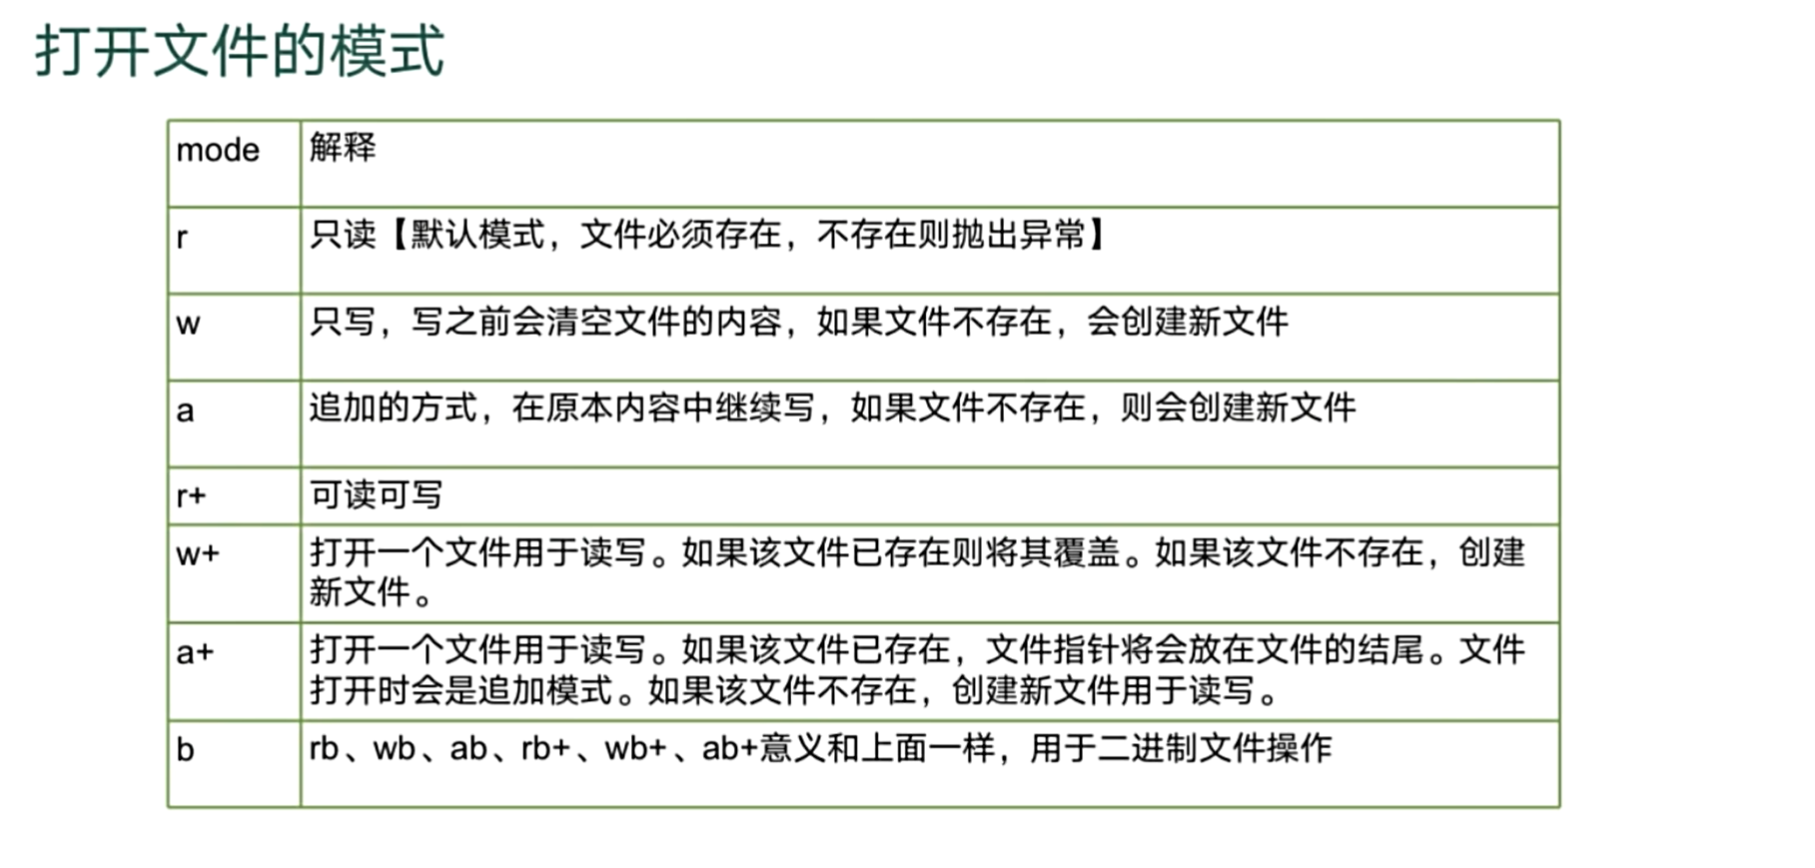 打开文件的模式
mode 解释
r 只读【默认模式，文件必须存在，不存在则抛出异常】
w 只写，写之前会清空文件的内容，如果文件不存在，会创建新文件
a 追加的方式，在原本内容中继续写，如果文件不存在，则会创建新文件
r+ 可读可写
w+ 打开一个文件用于读写。如果该文件已存在则将其覆盖。如果该文件不存在，创建
新文件。
a+ 打开一个文件用于读写。如果该文件已存在，文件指针将会放在文件的结尾。文件
打开时会是追加模式。如果该文件不存在，创建新文件用于读写。
b rb、wb、ab、rb+、wb+、ab+意义和上面一样，用于二进制文件操作